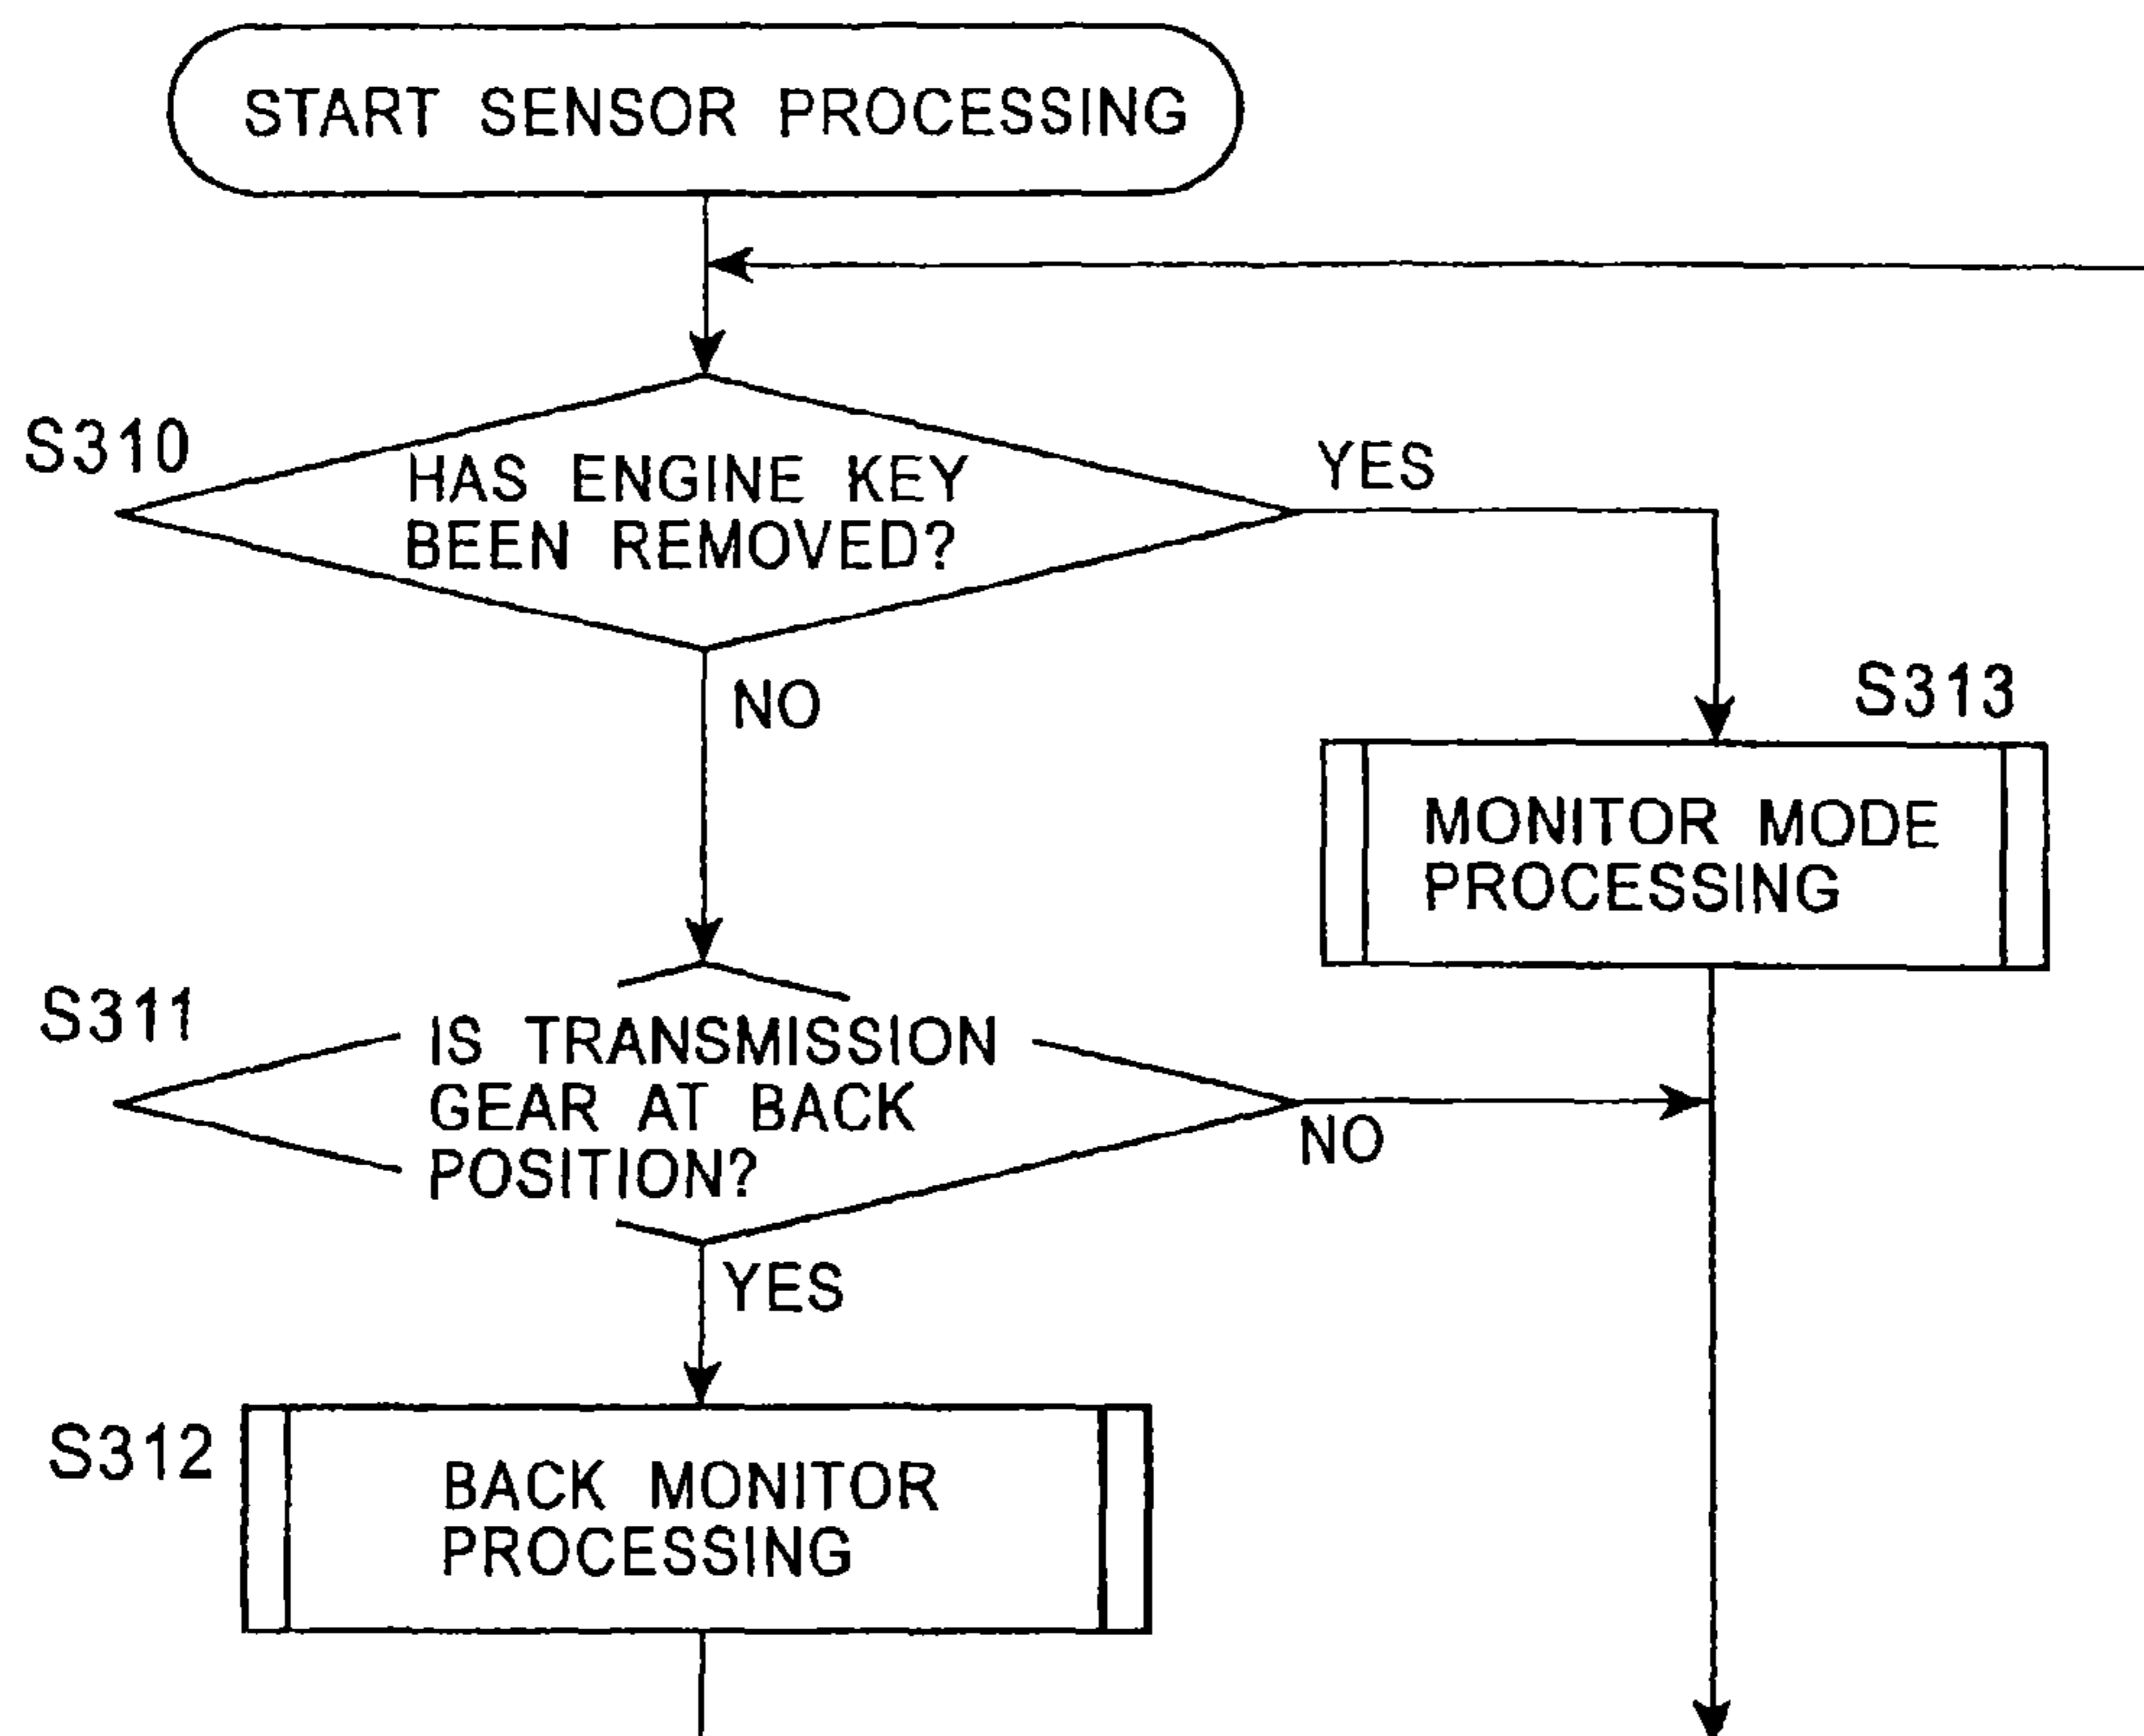 START SENSOR PROCESSING
S310
HAS ENGINE KEY
BEEN REMOVED?
YES
NO
S313
MONITOR MODE
PROCESSING
S311
IS TRANSMISSION
GEAR AT BACK
POSITION?
NO
YES
S312
BACK MONITOR
PROCESSING